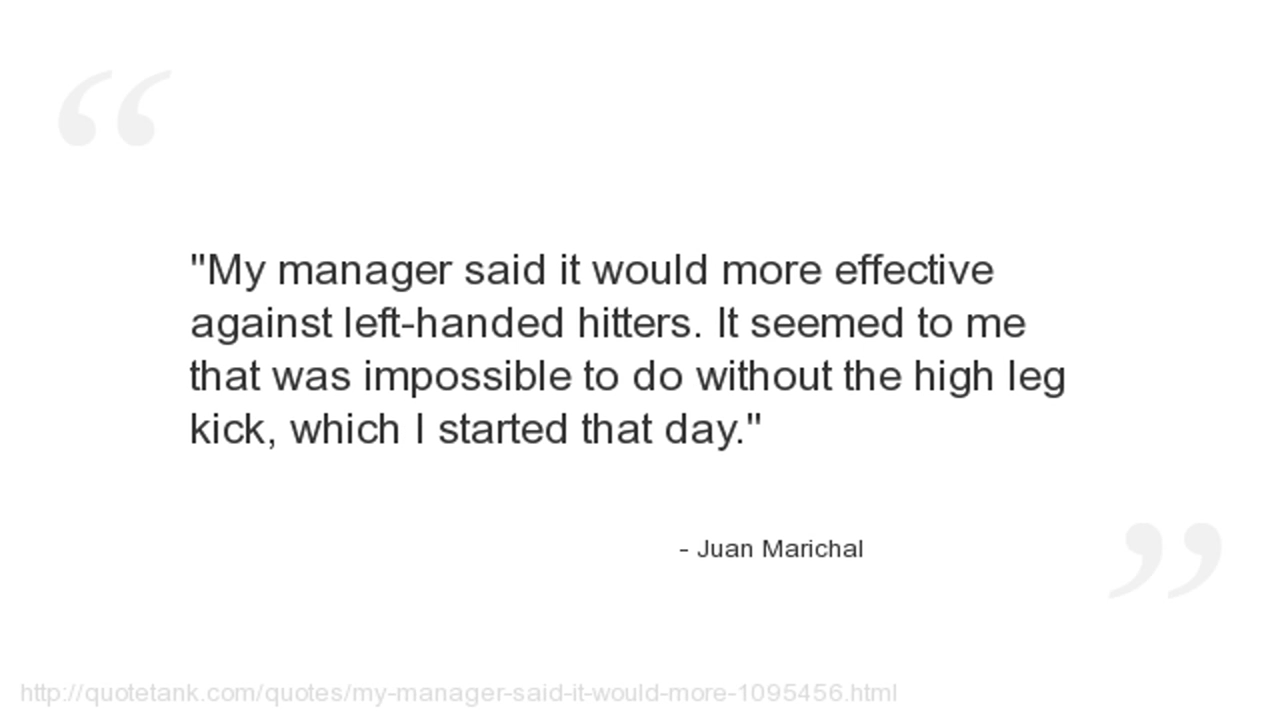 "My manager said it would more effective
against left-handed hitters. It seemed to me
that was impossible to do without the high leg
kick, which I started that day."
- Juan Marichal
http://quotetank.com/quotes/my-manager-said-it-would-more-1095456.html